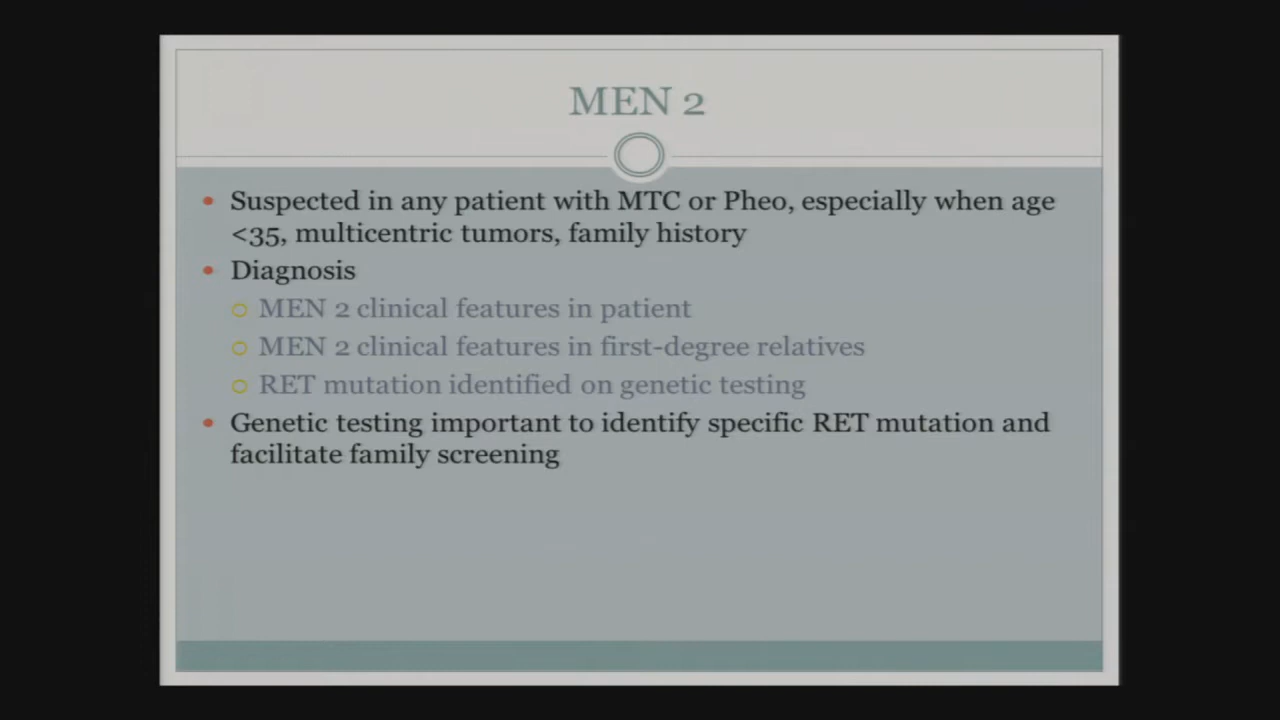 MEN 2
• Suspected in any patient with MTC or Pheo, especially when age
<35, multicentric tumors, family history
• Diagnosis
○ MEN 2 clinical features in patient
○ MEN 2 clinical features in first-degree relatives
○ RET mutation identified on genetic testing
• Genetic testing important to identify specific RET mutation and
facilitate family screening